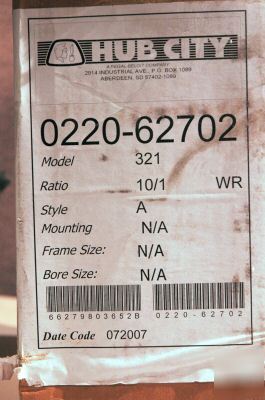 HUB CITY
A REGAL-BELOIT COMPANY
2914 INDUSTRIAL AVE., P.O. BOX 1089
ABERDEEN, SD 57402-1089
0220-62702
Model 321
Ratio 10/1 WR
Style A
Mounting N/A
Frame Size: N/A
Bore Size: N/A
66279803652B 0220-62702
Date Code 072007